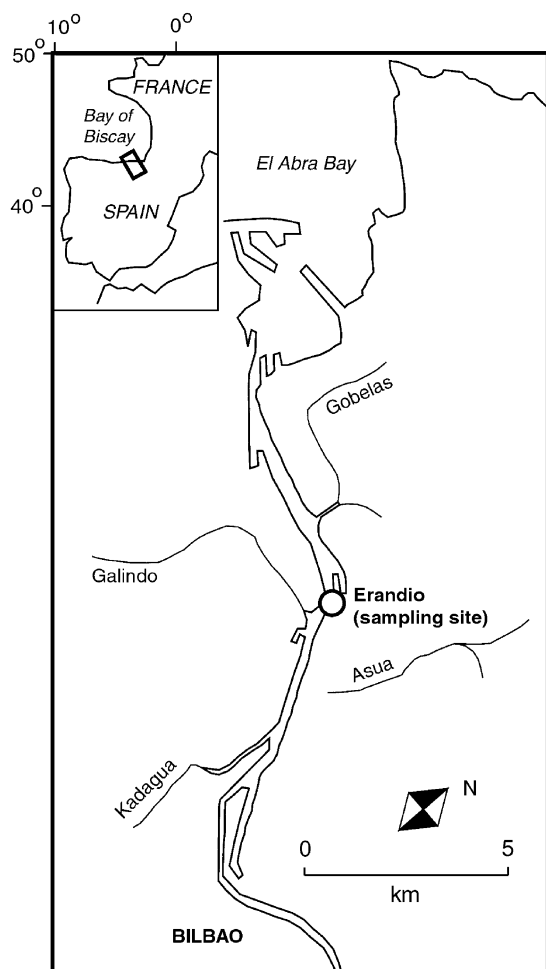 10°
0°
50°
FRANCE
Bay of
Biscay
El Abra Bay
40°
SPAIN
Gobelas
Galindo
Erandio
(sampling site)
Asua
Kadagua
N
0
5
km
BILBAO